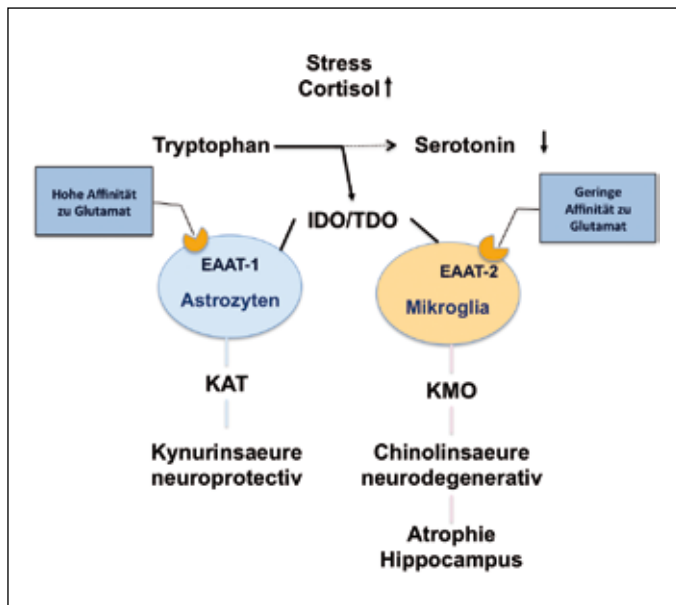 Stress
Cortisol↑
Tryptophan
Serotonin ↓
Hohe Affinität
zu Glutamat
Geringe
Affinität zu
Glutamat
IDO/TDO
EAAT-1
Astrozyten
EAAT-2
Mikroglia
KAT
KMO
Kynurinsaeure
neuroprotectiv
Chinolinsaeure
neurodegenerativ
Atrophie
Hippocampus